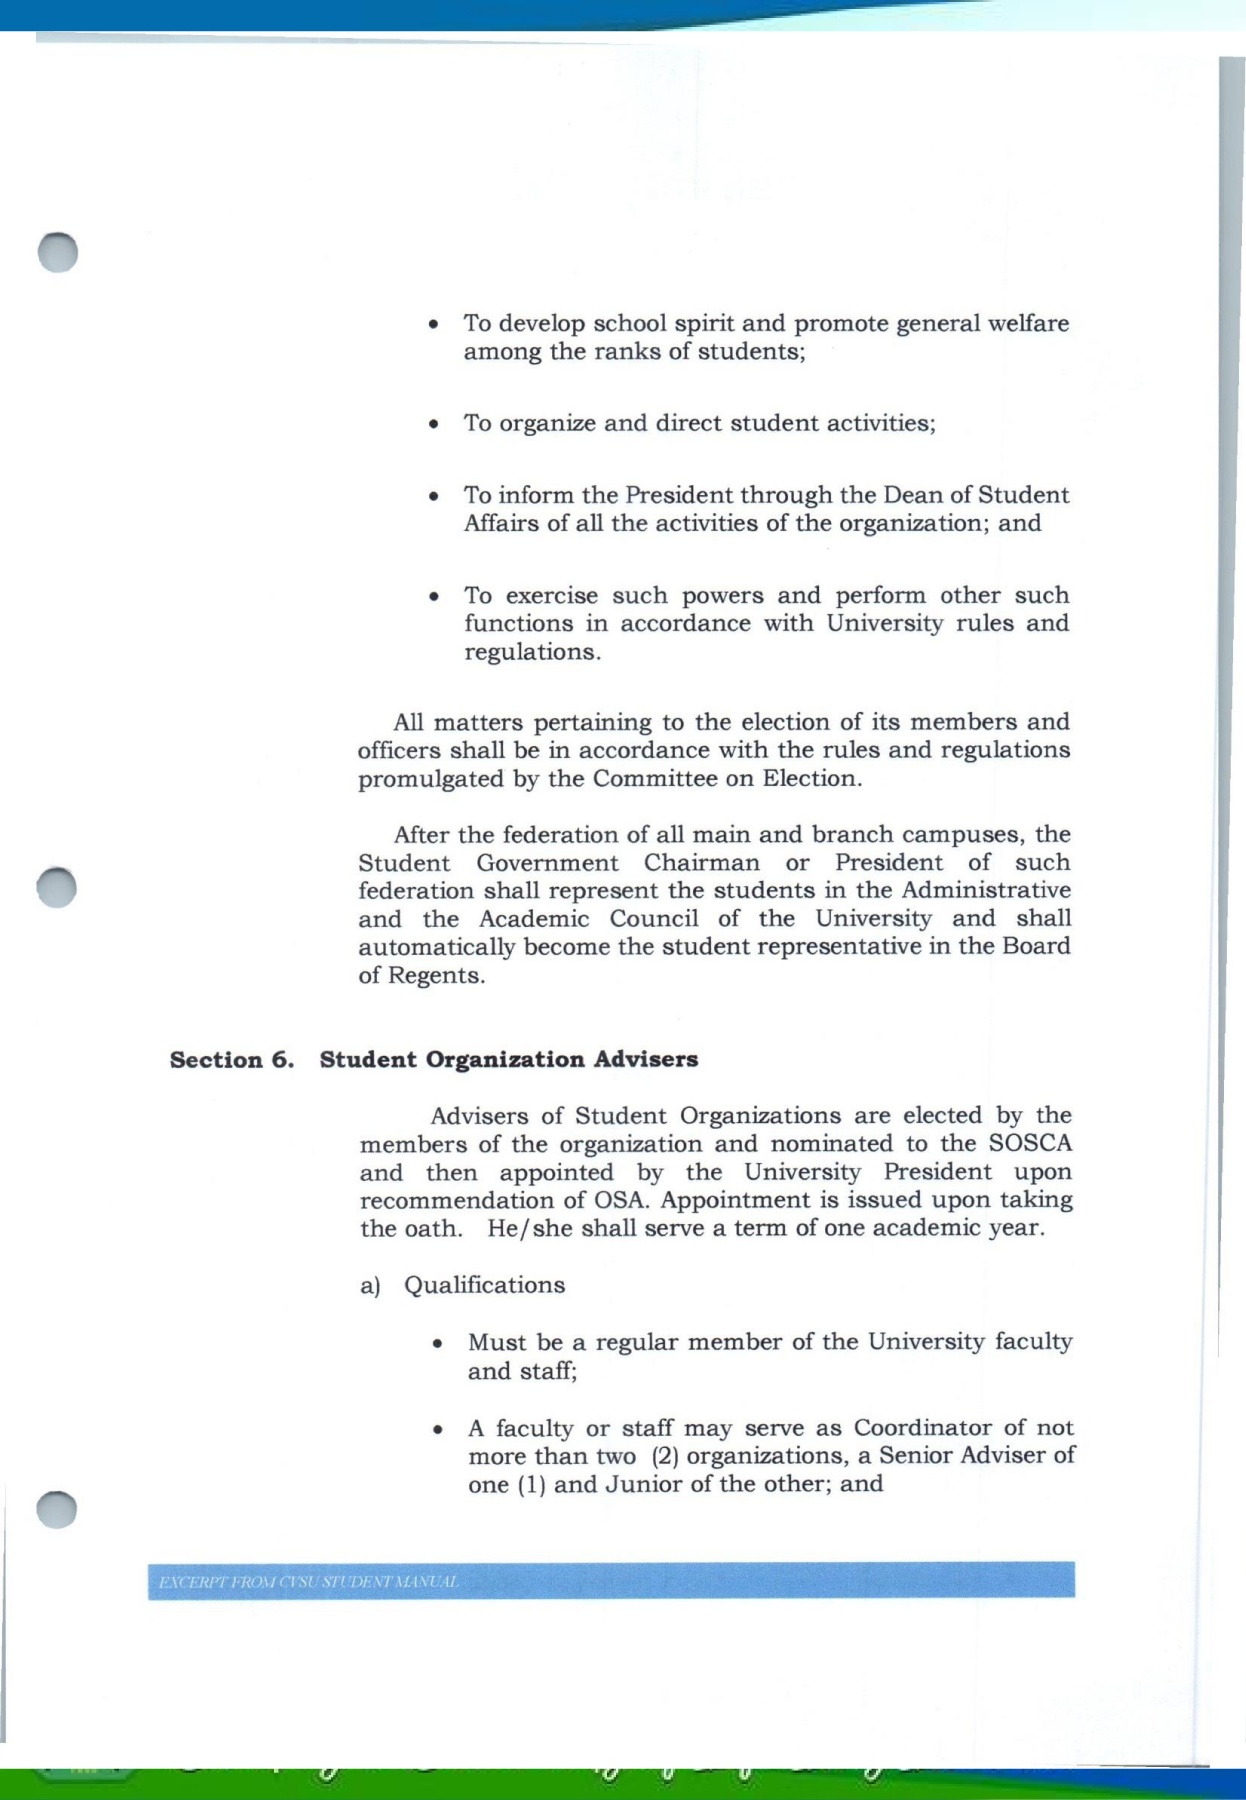 • To develop school spirit and promote general welfare
among the ranks of students;
• To organize and direct student activities;
• To inform the President through the Dean of Student
Affairs of all the activities of the organization; and
• To exercise such powers and perform other such
functions in accordance with University rules and
regulations.
All matters pertaining to the election of its members and
officers shall be in accordance with the rules and regulations
promulgated by the Committee on Election.
After the federation of all main and branch campuses, the
Student Government Chairman or President of such
federation shall represent the students in the Administrative
and the Academic Council of the University and shall
automatically become the student representative in the Board
of Regents.
Section 6. Student Organization Advisers
Advisers of Student Organizations are elected by the
members of the organization and nominated to the SOSCA
and then appointed by the University President upon
recommendation of OSA. Appointment is issued upon taking
the oath. He/she shall serve a term of one academic year.
a) Qualifications
• Must be a regular member of the University faculty
and staff;
• A faculty or staff may serve as Coordinator of not
more than two (2) organizations, a Senior Adviser of
one (1) and Junior of the other; and
EXCERPT FROM CVSU STUDENT MANUAL